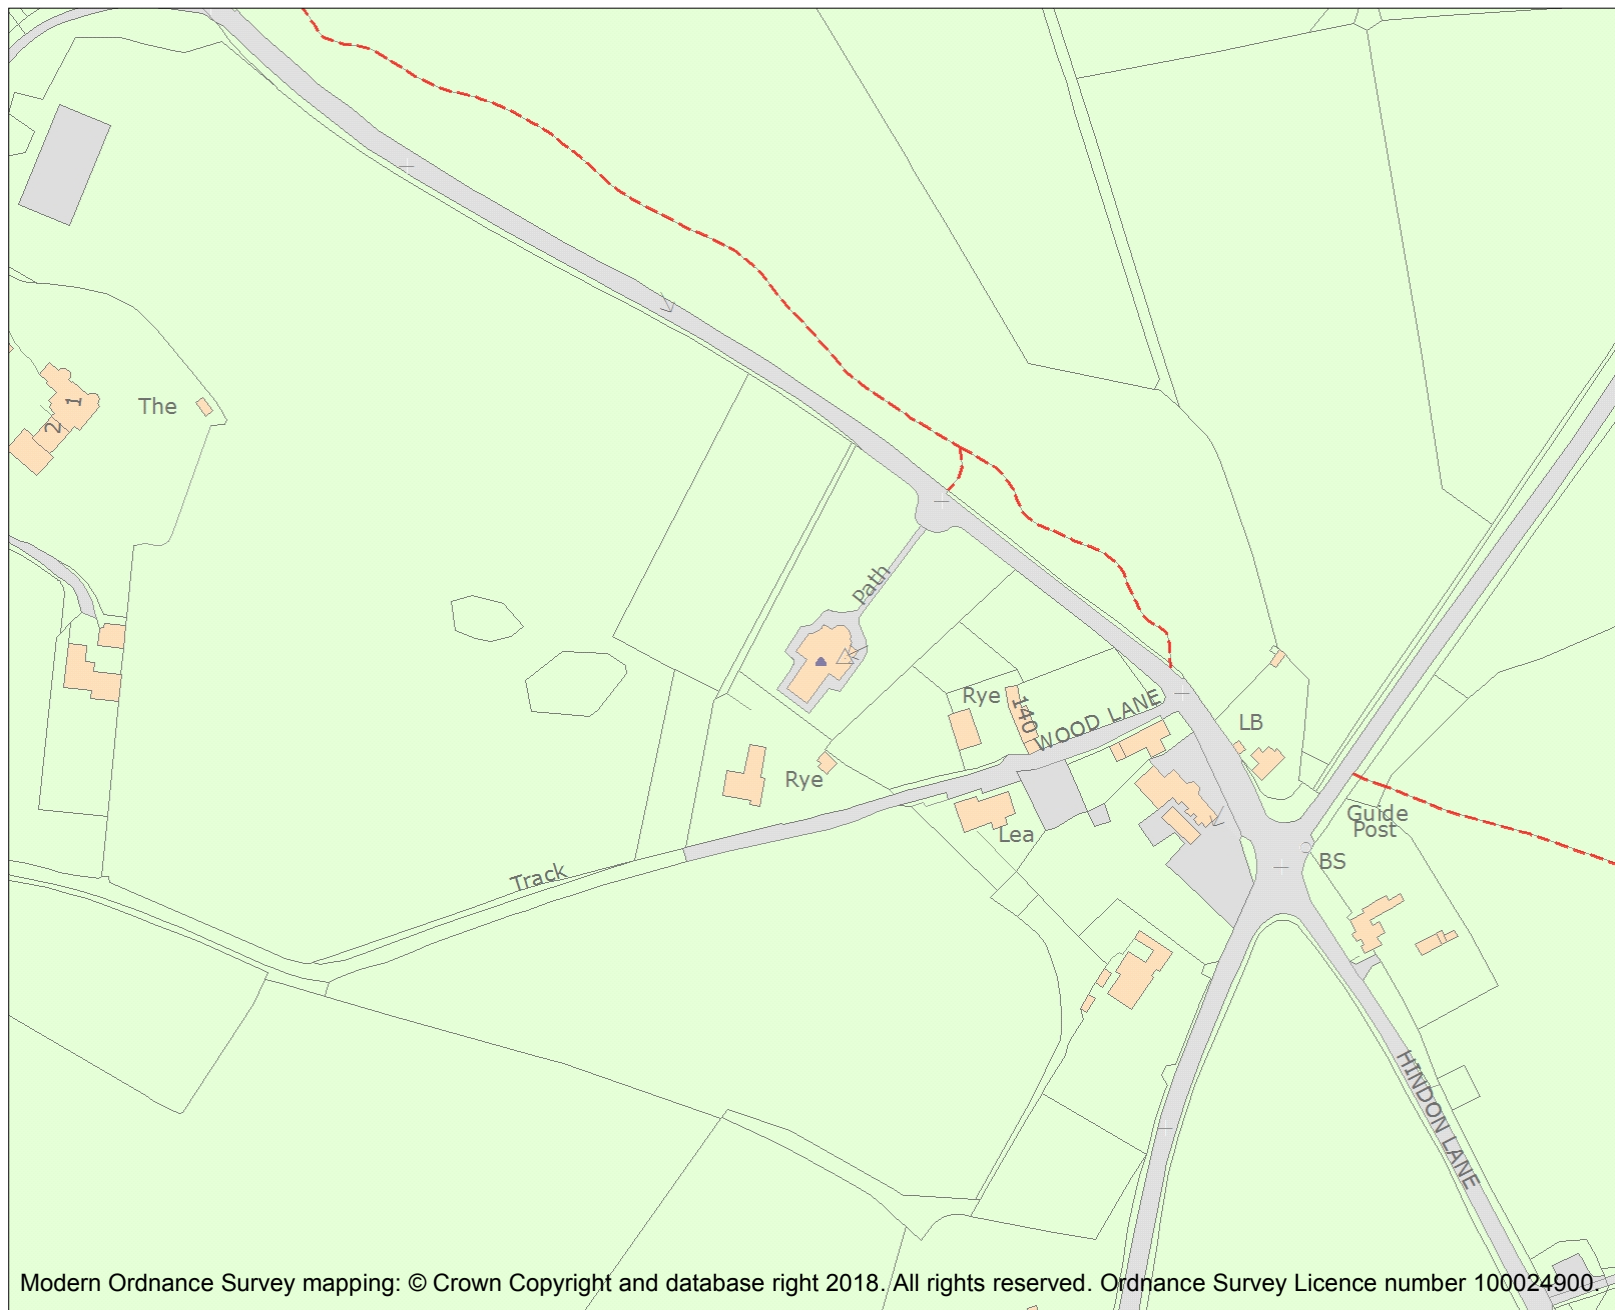 1
2
The
Path
Rye
140
WOOD LANE
LB
Rye
Lea
Guide
Post
BS
Track
HINDON LANE
Modern Ordnance Survey mapping: © Crown Copyright and database right 2018. All rights reserved. Ordnance Survey Licence number 100024900.